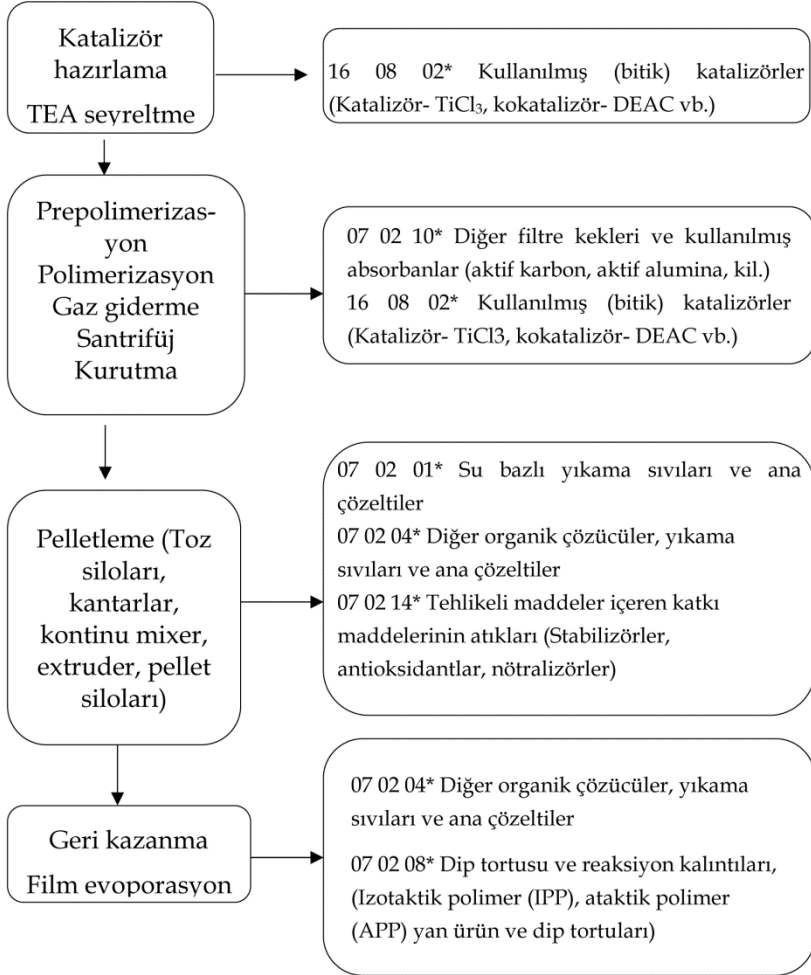 Katalizör
hazırlama
TEA seyreltme
16 08 02* Kullanılmış (bitik) katalizörler
(Katalizör- TiCl₃, kokatalizör- DEAC vb.)
Prepolimerizas-
yon
Polimerizasyon
Gaz giderme
Santrifüj
Kurutma
07 02 10* Diğer filtre kekleri ve kullanılmış
absorbanlar (aktif karbon, aktif alumina, kil.)
16 08 02* Kullanılmış (bitik) katalizörler
(Katalizör- TiCl3, kokatalizör- DEAC vb.)
Pelletleme (Toz
siloları,
kantarlar,
kontinu mixer,
extruder, pellet
siloları)
07 02 01* Su bazlı yıkama sıvıları ve ana
çözeltiler
07 02 04* Diğer organik çözücüler, yıkama
sıvıları ve ana çözeltiler
07 02 14* Tehlikeli maddeler içeren katkı
maddelerinin atıkları (Stabilizörler,
antioksidantlar, nötralizörler)
Geri kazanma
Film evoporasyon
07 02 04* Diğer organik çözücüler, yıkama
sıvıları ve ana çözeltiler
07 02 08* Dip tortusu ve reaksiyon kalıntıları,
(Izotaktik polimer (IPP), ataktik polimer
(APP) yan ürün ve dip tortuları)